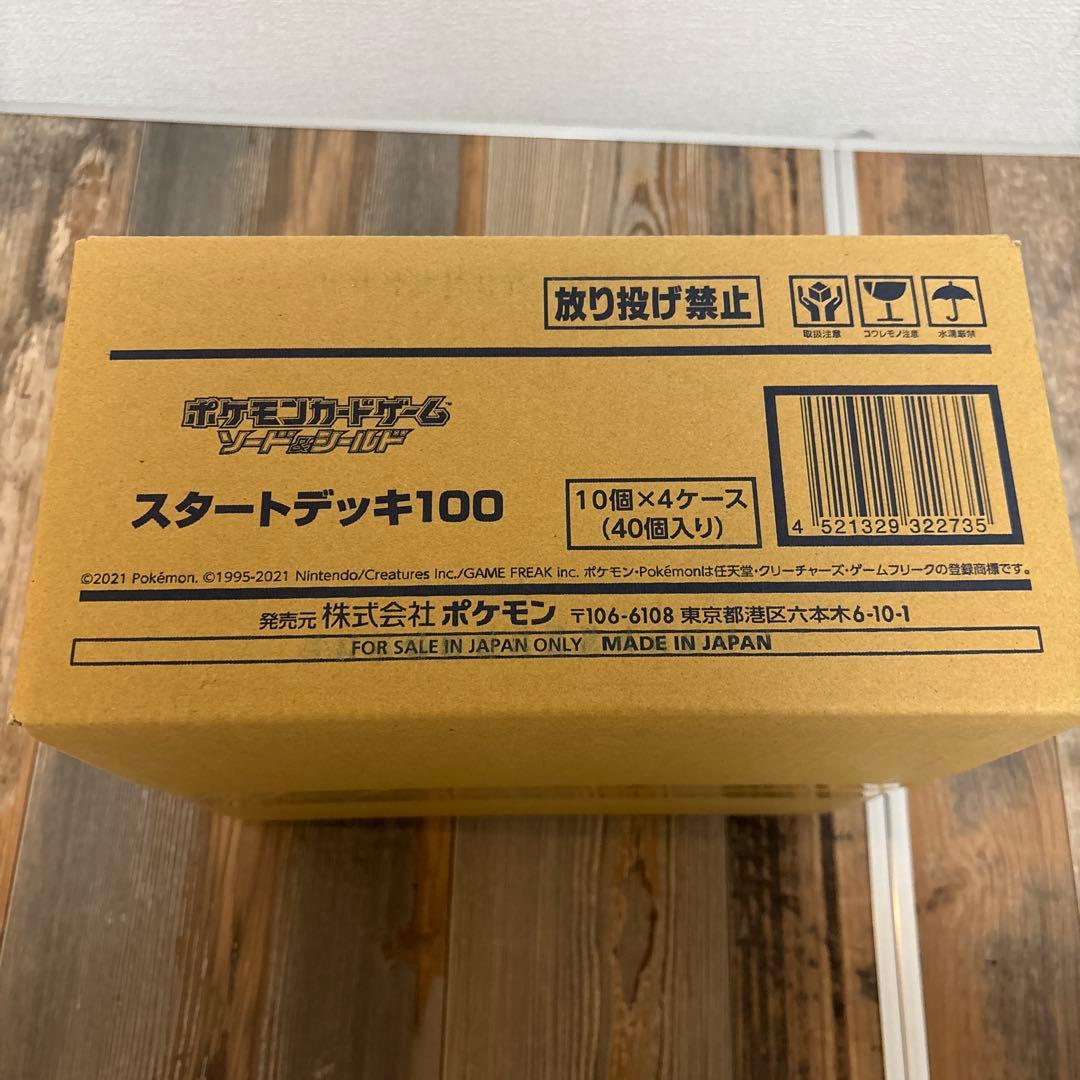 放り投げ禁止
取扱注意 コワレモノ注意 水濡厳禁
ポケモンカードゲーム™
ソード&シールド
スタートデッキ100
10個×4ケース
(40個入り)
4 521329 322735
©2021 Pokémon. ©1995-2021 Nintendo/Creatures Inc./GAME FREAK inc. ポケモン・Pokémonは任天堂・クリーチャーズ・ゲームフリークの登録商標です。
発売元 株式会社 ポケモン 〒106-6108 東京都港区六本木6-10-1
FOR SALE IN JAPAN ONLY MADE IN JAPAN